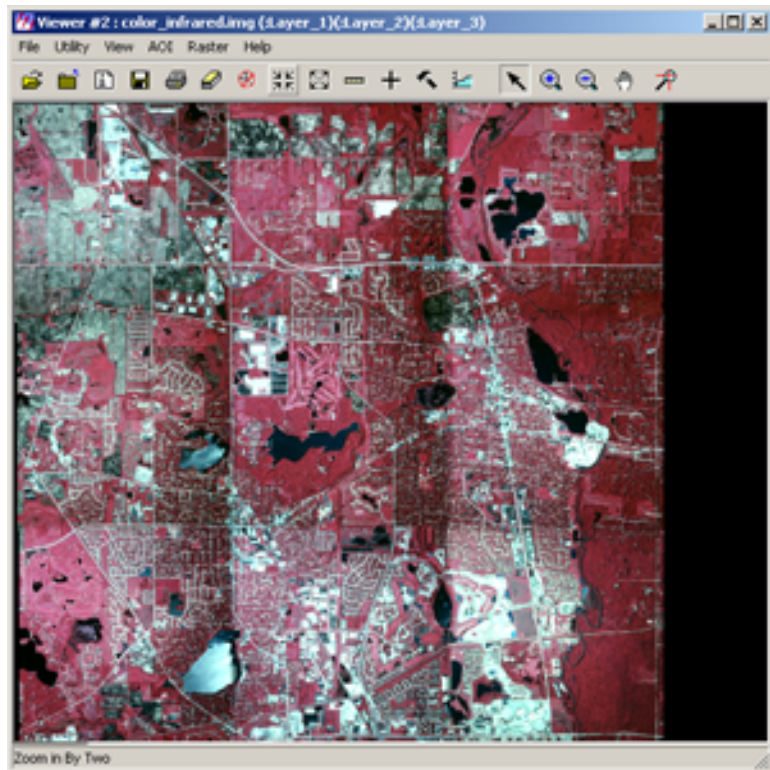 Viewer #2 : color_infrared.img (:Layer_1)(:Layer_2)(:Layer_3)
File Utility View AOI Raster Help
Zoom in By Two